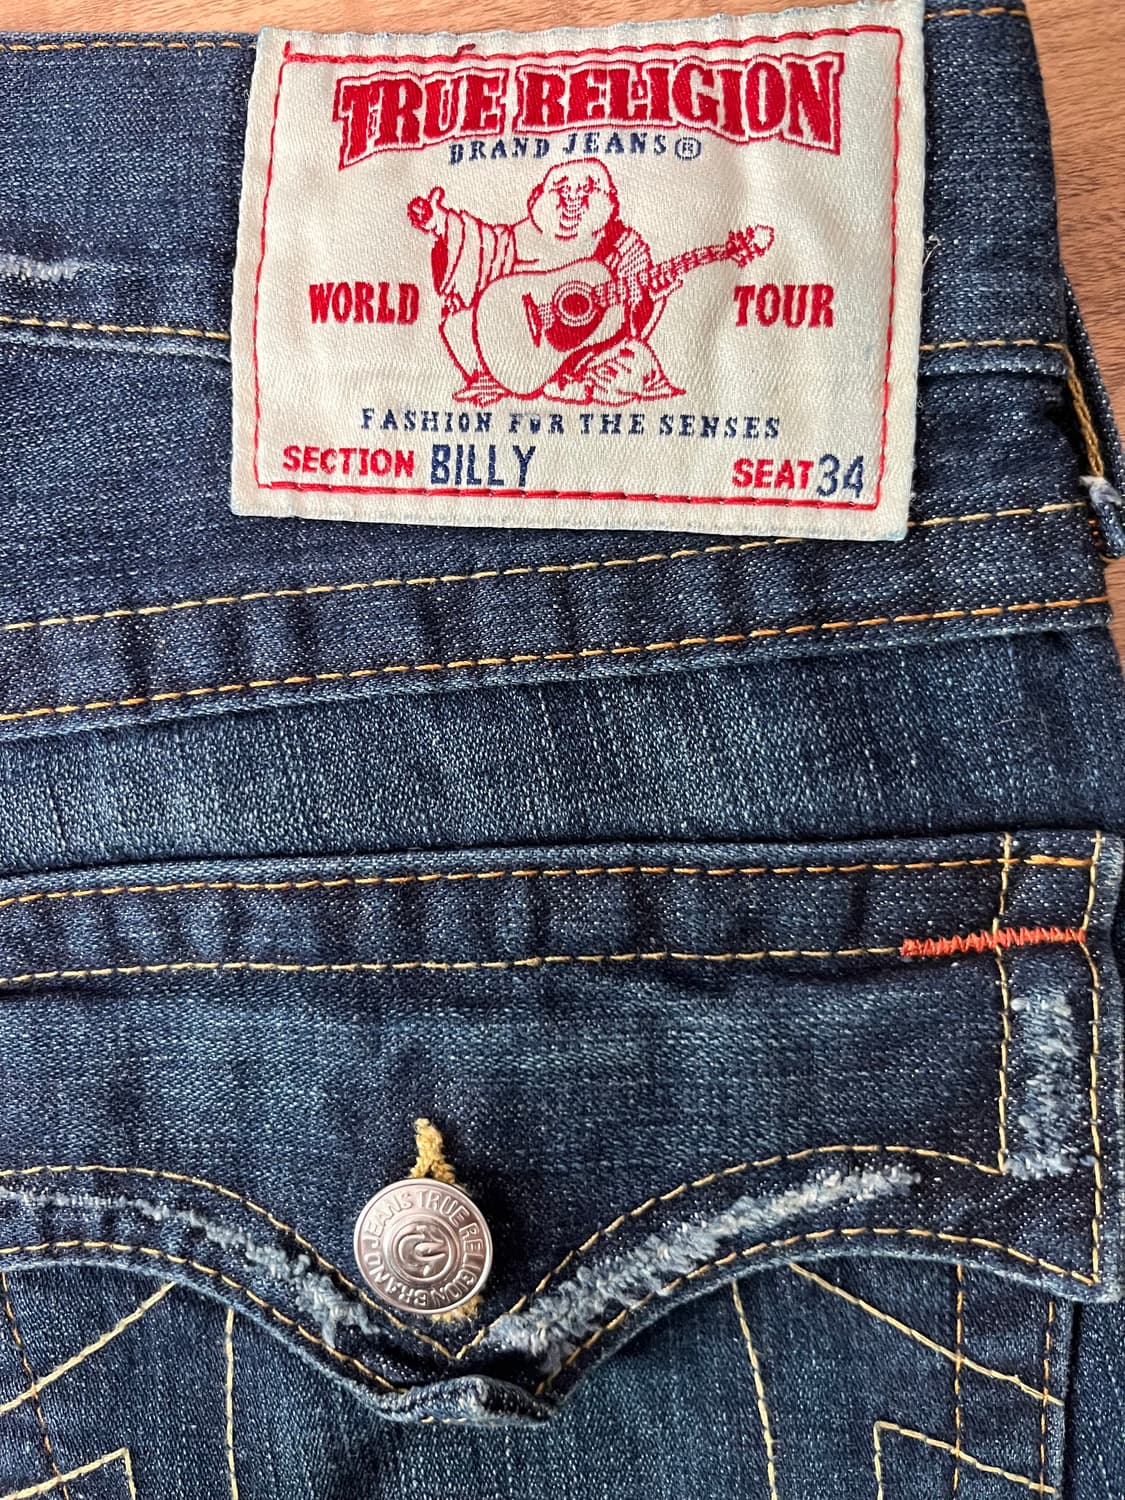 TRUE RELIGION
BRAND JEANS®
WORLD TOUR
FASHION FOR THE SENSES
SECTION BILLY SEAT 34
TRUE RELIGION BRAND JEANS